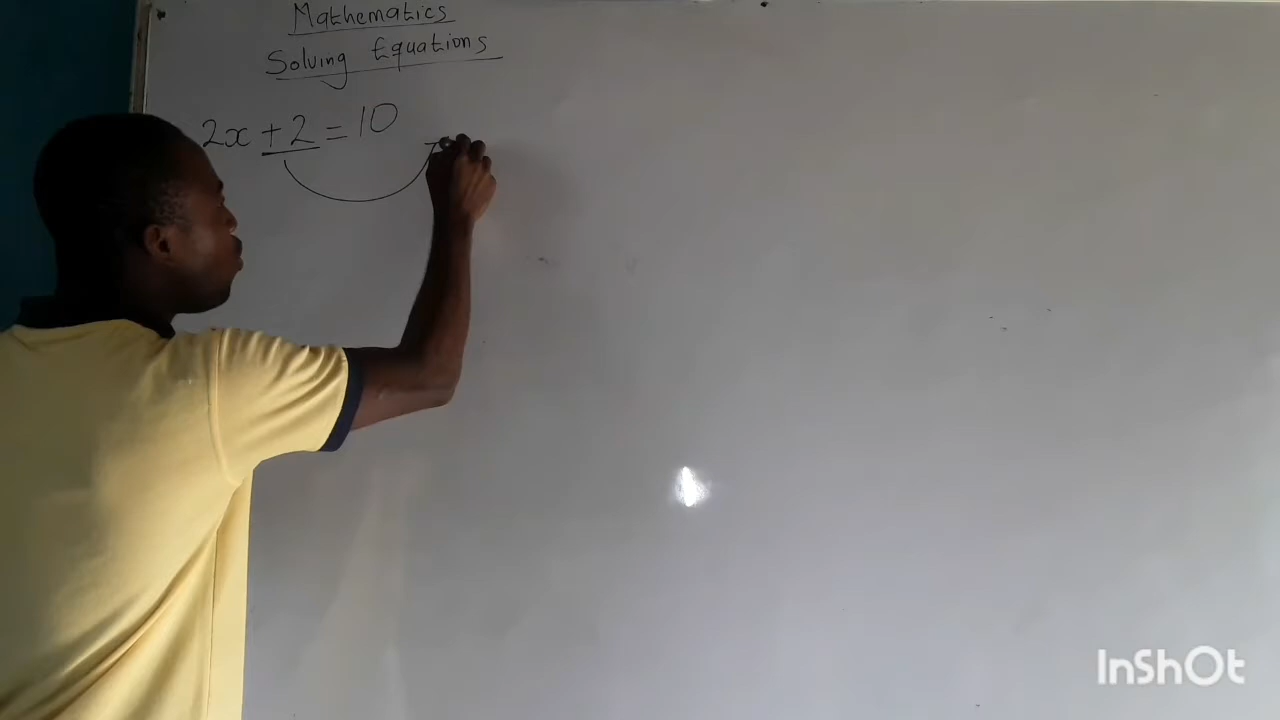 Mathematics
Solving Equations
2x + 2 = 10
InShOt